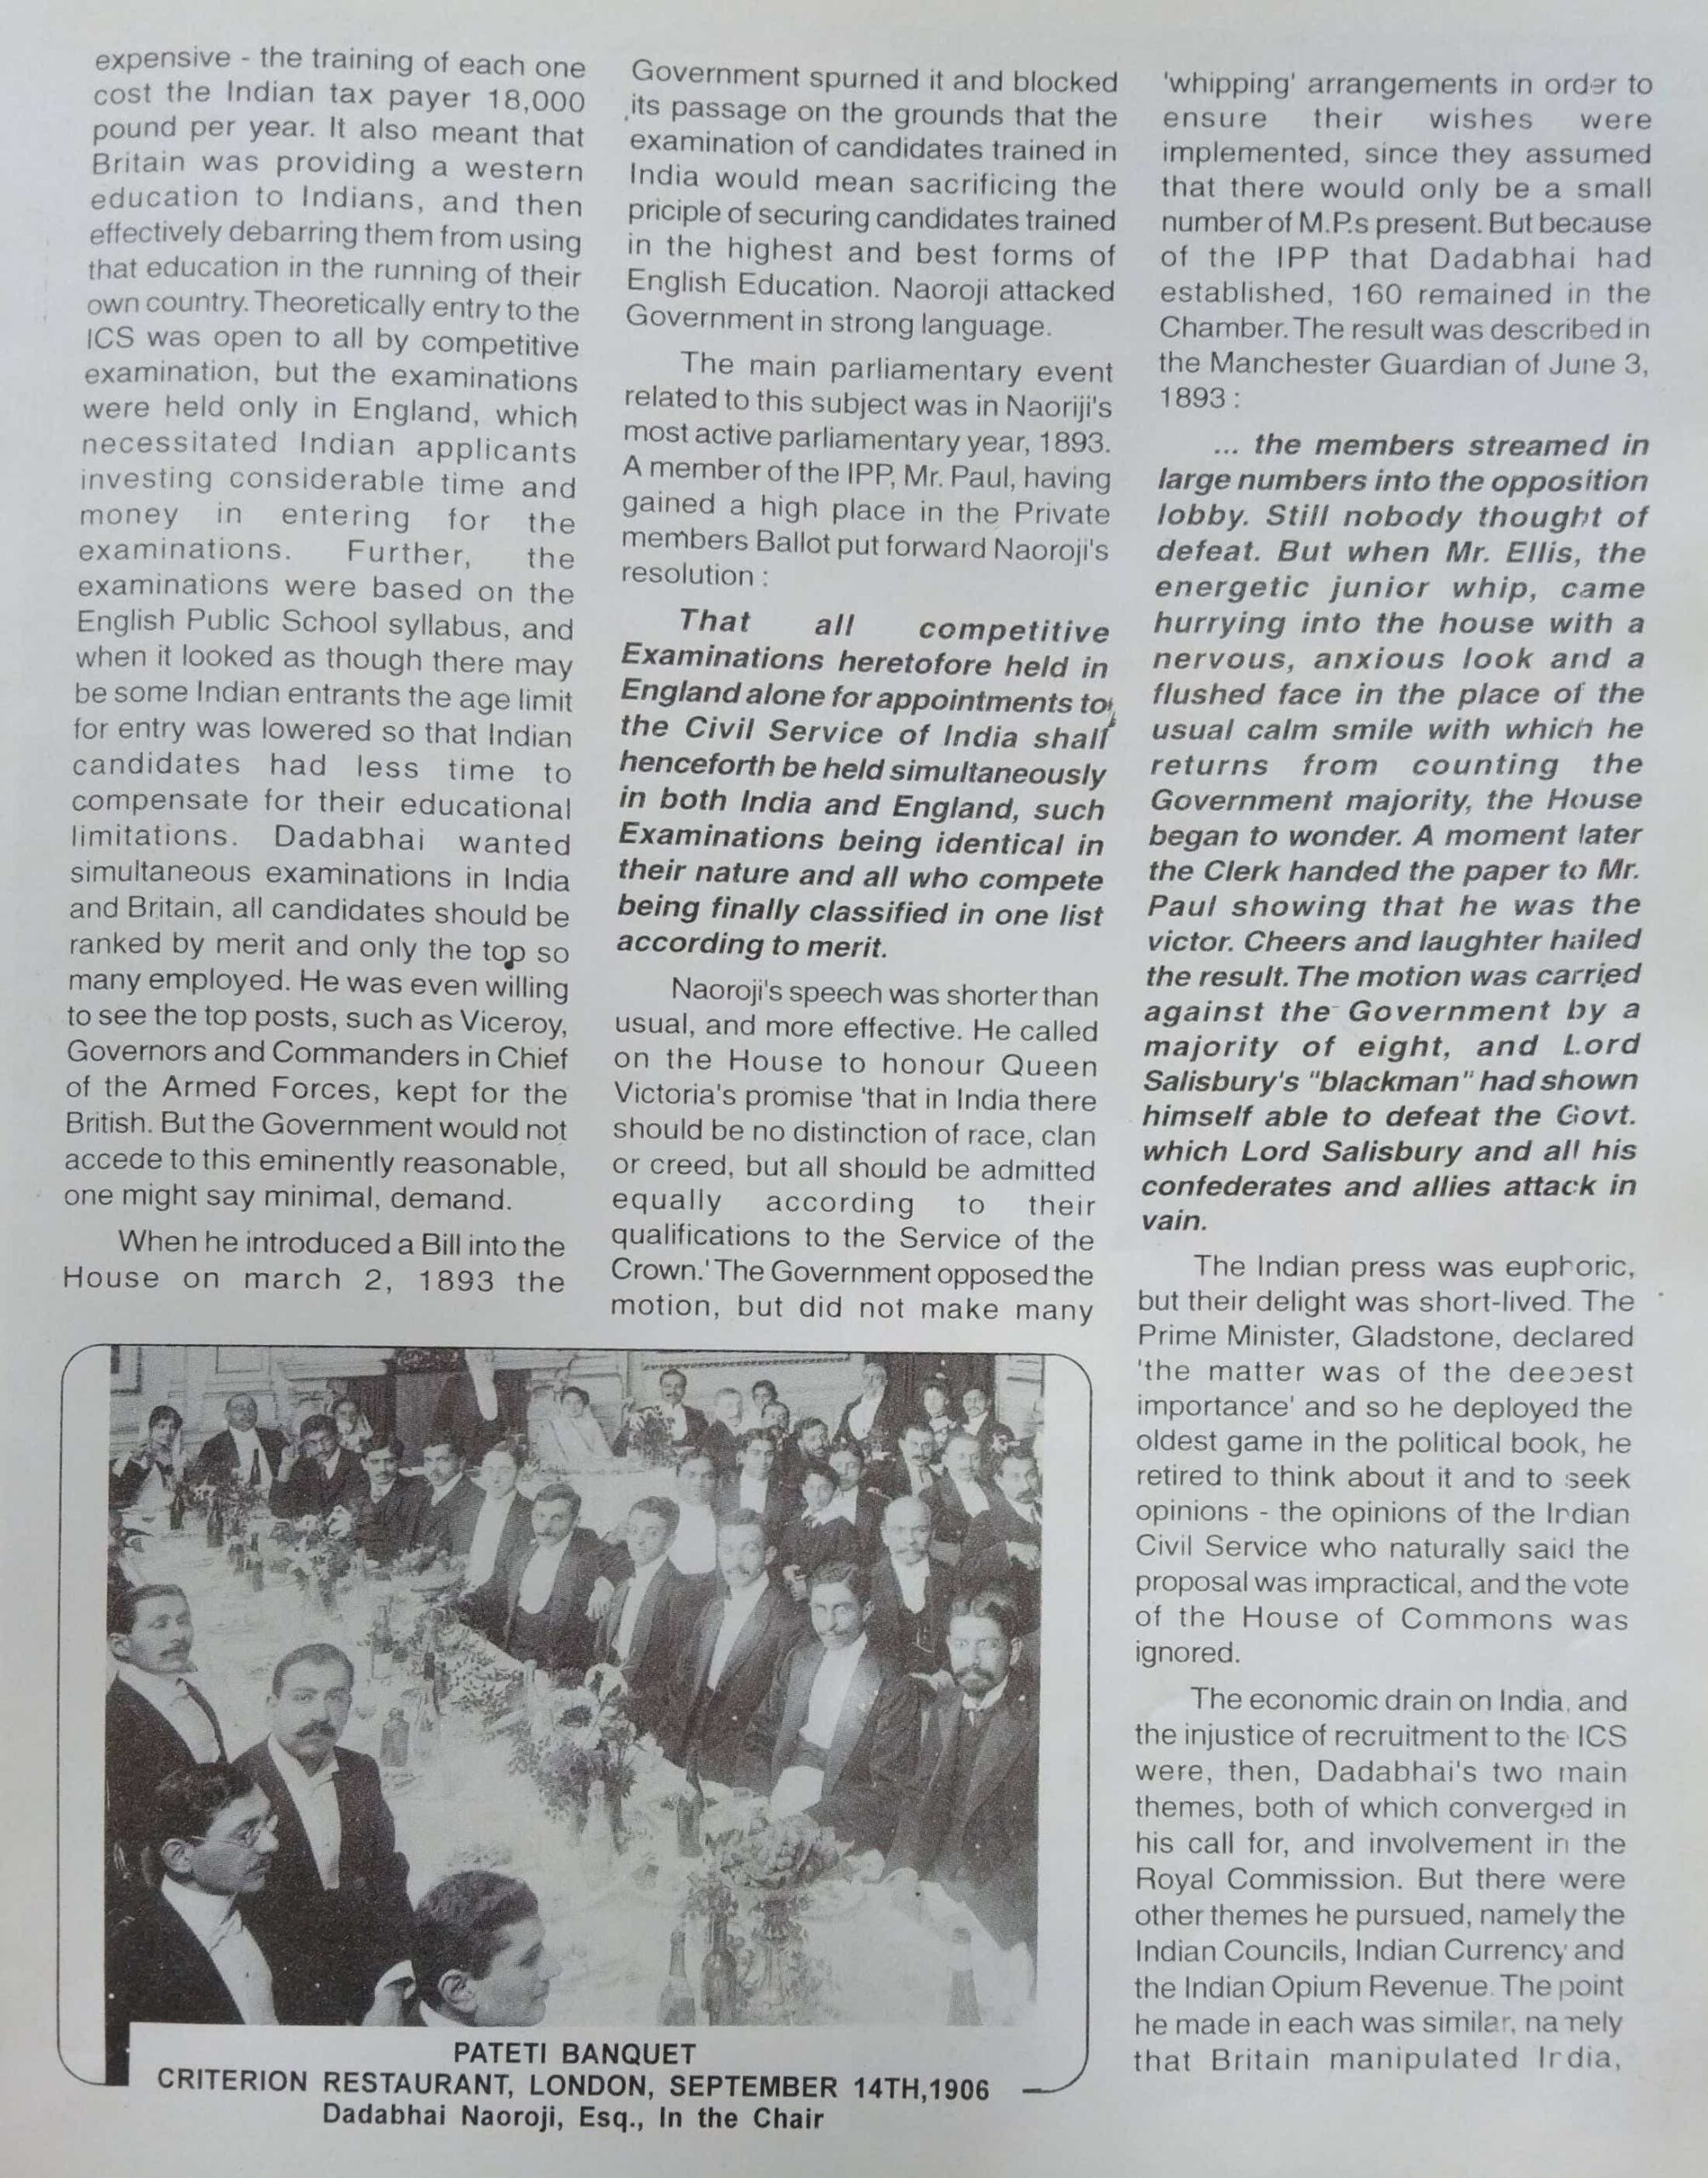 expensive - the training of each one
cost the Indian tax payer 18,000
pound per year. It also meant that
Britain was providing a western
education to Indians, and then
effectively debarring them from using
that education in the running of their
own country. Theoretically entry to the
ICS was open to all by competitive
examination, but the examinations
were held only in England, which
necessitated Indian applicants
investing considerable time and
money in entering for the
examinations. Further, the
examinations were based on the
English Public School syllabus, and
when it looked as though there may
be some Indian entrants the age limit
for entry was lowered so that Indian
candidates had less time to
compensate for their educational
limitations. Dadabhai wanted
simultaneous examinations in India
and Britain, all candidates should be
ranked by merit and only the top so
many employed. He was even willing
to see the top posts, such as Viceroy,
Governors and Commanders in Chief
of the Armed Forces, kept for the
British. But the Government would not
accede to this eminently reasonable,
one might say minimal, demand.
When he introduced a Bill into the
House on march 2, 1893 the
Government spurned it and blocked
its passage on the grounds that the
examination of candidates trained in
India would mean sacrificing the
priciple of securing candidates trained
in the highest and best forms of
English Education. Naoroji attacked
Government in strong language.
The main parliamentary event
related to this subject was in Naoriji's
most active parliamentary year, 1893.
A member of the IPP, Mr. Paul, having
gained a high place in the Private
members Ballot put forward Naoroji's
resolution :
That all competitive
Examinations heretofore held in
England alone for appointments to
the Civil Service of India shall
henceforth be held simultaneously
in both India and England, such
Examinations being identical in
their nature and all who compete
being finally classified in one list
according to merit.
Naoroji's speech was shorter than
usual, and more effective. He called
on the House to honour Queen
Victoria's promise 'that in India there
should be no distinction of race, clan
or creed, but all should be admitted
equally according to their
qualifications to the Service of the
Crown.' The Government opposed the
motion, but did not make many
'whipping' arrangements in order to
ensure their wishes were
implemented, since they assumed
that there would only be a small
number of M.P.s present. But because
of the IPP that Dadabhai had
established, 160 remained in the
Chamber. The result was described in
the Manchester Guardian of June 3,
1893 :
... the members streamed in
large numbers into the opposition
lobby. Still nobody thought of
defeat. But when Mr. Ellis, the
energetic junior whip, came
hurrying into the house with a
nervous, anxious look and a
flushed face in the place of the
usual calm smile with which he
returns from counting the
Government majority, the House
began to wonder. A moment later
the Clerk handed the paper to Mr.
Paul showing that he was the
victor. Cheers and laughter hailed
the result. The motion was carried
against the Government by a
majority of eight, and Lord
Salisbury's "blackman" had shown
himself able to defeat the Govt.
which Lord Salisbury and all his
confederates and allies attack in
vain.
The Indian press was euphoric,
but their delight was short-lived. The
Prime Minister, Gladstone, declared
'the matter was of the deepest
importance' and so he deployed the
oldest game in the political book, he
retired to think about it and to seek
opinions - the opinions of the Indian
Civil Service who naturally said the
proposal was impractical, and the vote
of the House of Commons was
ignored.
The economic drain on India, and
the injustice of recruitment to the ICS
were, then, Dadabhai's two main
themes, both of which converged in
his call for, and involvement in the
Royal Commission. But there were
other themes he pursued, namely the
Indian Councils, Indian Currency and
the Indian Opium Revenue. The point
he made in each was similar, namely
that Britain manipulated India,
PATETI BANQUET
CRITERION RESTAURANT, LONDON, SEPTEMBER 14TH,1906
Dadabhai Naoroji, Esq., In the Chair